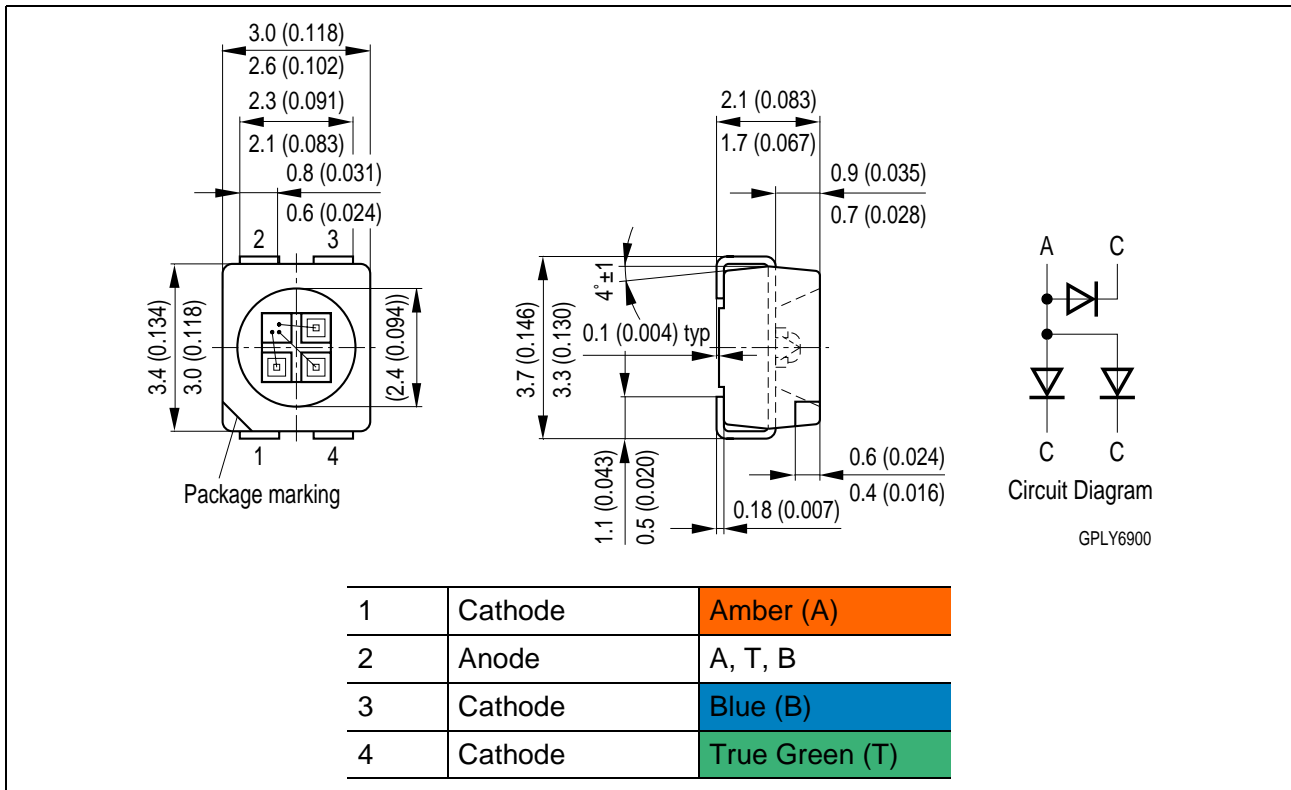 3.0 (0.118)
2.6 (0.102)
2.3 (0.091)
2.1 (0.083)
0.8 (0.031)
0.6 (0.024)
2
3
3.4 (0.134)
3.0 (0.118)
(2.4 (0.094))
1
4
Package marking
2.1 (0.083)
1.7 (0.067)
0.9 (0.035)
0.7 (0.028)
4°±1
0.1 (0.004) typ
3.7 (0.146)
3.3 (0.130)
1.1 (0.043)
0.5 (0.020)
0.6 (0.024)
0.4 (0.016)
0.18 (0.007)
A C
C C
Circuit Diagram
GPLY6900
1 Cathode Amber (A)
2 Anode A, T, B
3 Cathode Blue (B)
4 Cathode True Green (T)